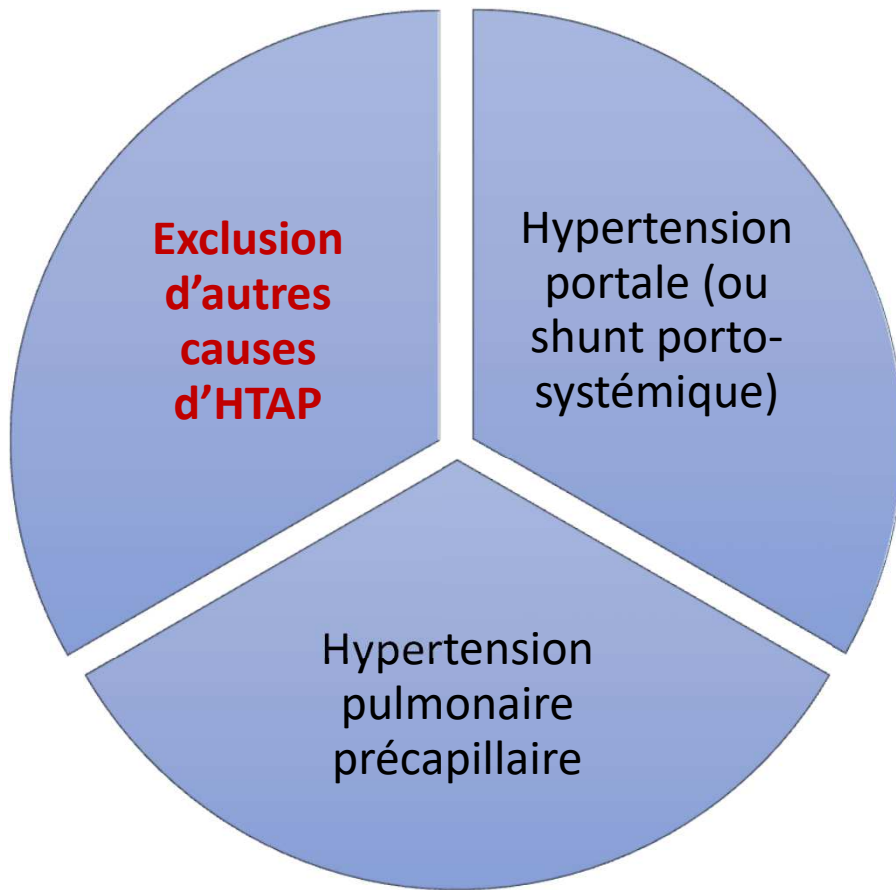 Exclusion
d’autres
causes
d’HTAP
Hypertension
portale (ou
shunt porto-
systémique)
Hypertension
pulmonaire
précapillaire